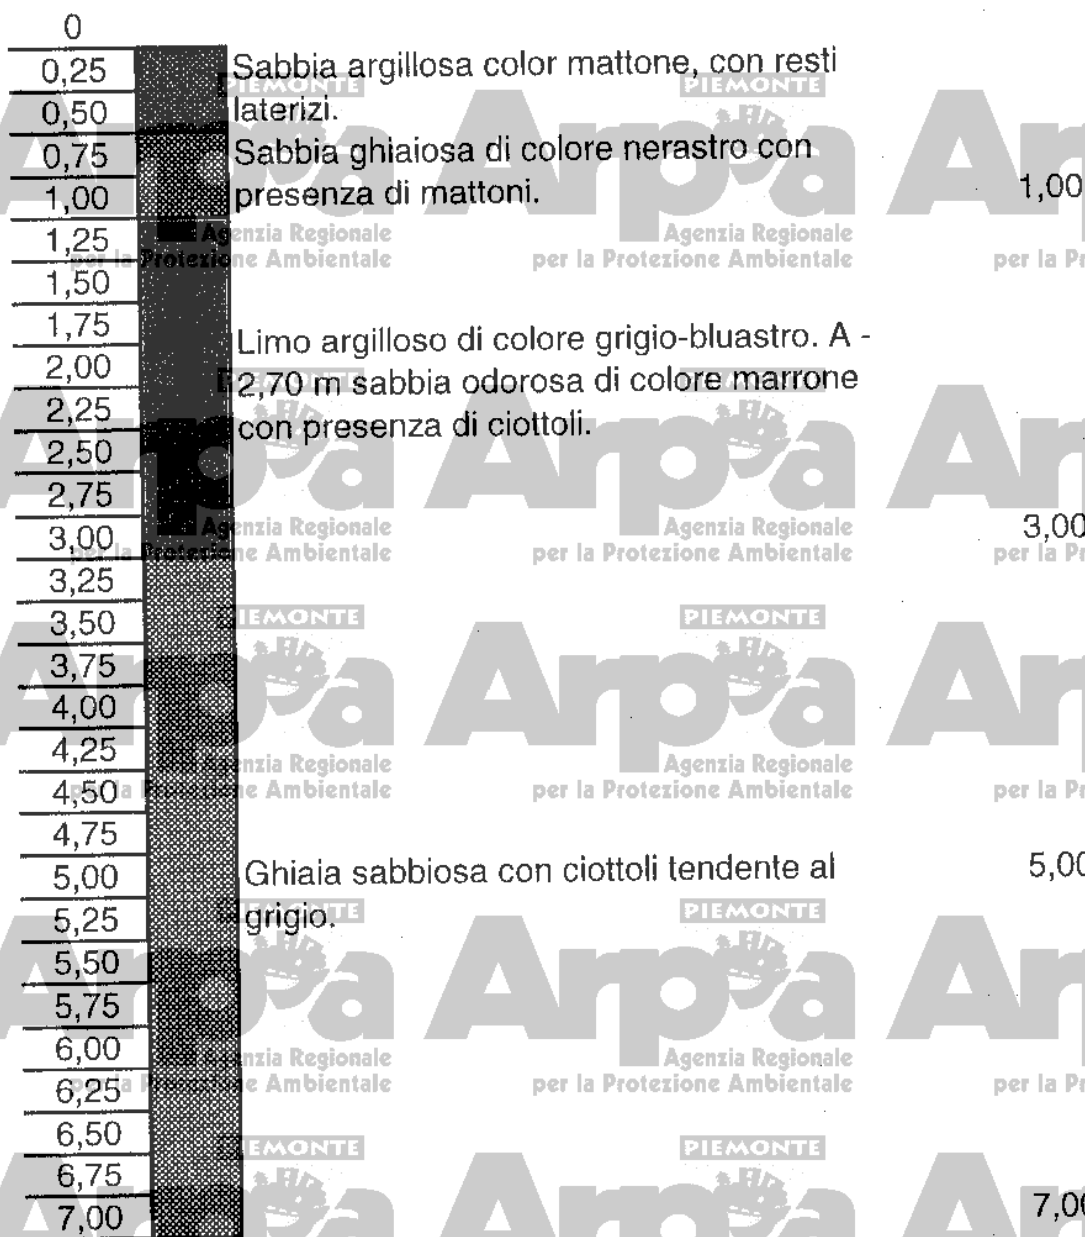 0
0,25
Sabbia argillosa color mattone, con resti
0,50
laterizi.
0,75
Sabbia ghiaiosa di colore nerastro con
1,00
presenza di mattoni.
1,00
1,25
1,50
1,75
Limo argilloso di colore grigio-bluastro. A -
2,00
2,70 m sabbia odorosa di colore marrone
2,25
con presenza di ciottoli.
2,50
2,75
3,00
3,00
3,25
3,50
3,75
4,00
4,25
4,50
4,75
5,00
Ghiaia sabbiosa con ciottoli tendente al
5,00
5,25
grigio.
5,50
5,75
6,00
6,25
6,50
6,75
7,00
7,00
PIEMONTE
Arpa
Agenzia Regionale
per la Protezione Ambientale